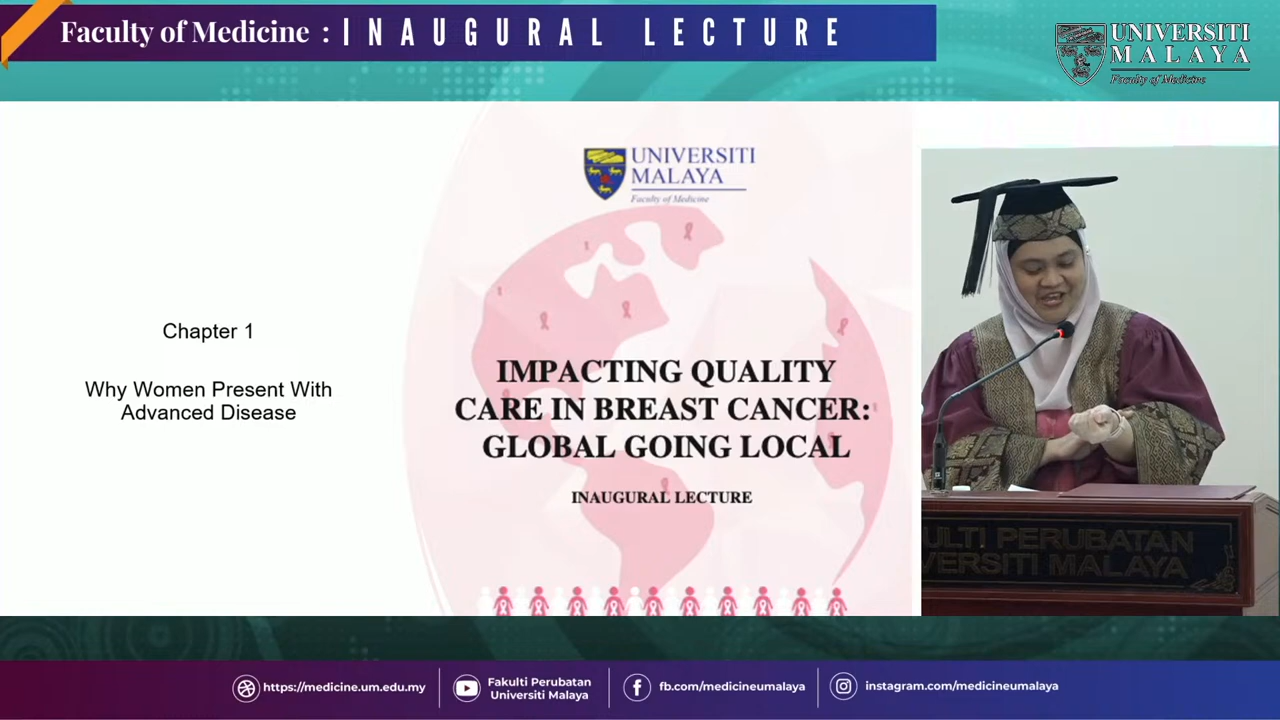 Faculty of Medicine : INAUGURAL LECTURE
UNIVERSITI
MALAYA
Faculty of Medicine
UNIVERSITI
MALAYA
Faculty of Medicine
Chapter 1
Why Women Present With
Advanced Disease
IMPACTING QUALITY
CARE IN BREAST CANCER:
GLOBAL GOING LOCAL
INAUGURAL LECTURE
ULTI PERUBATAN
VERSITI MALAYA
https://medicine.um.edu.my
Fakulti Perubatan
Universiti Malaya
fb.com/medicineumalaya
instagram.com/medicineumalaya